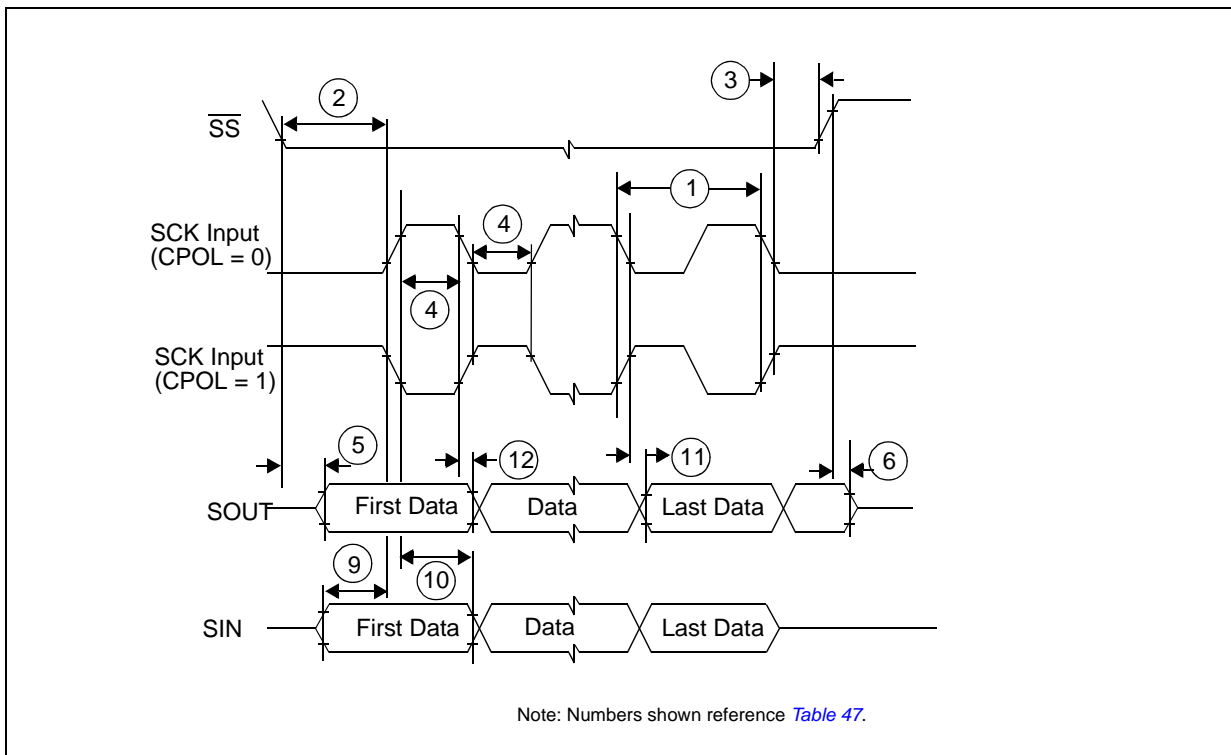 3
2
SS
1
SCK Input
(CPOL = 0)
4
4
SCK Input
(CPOL = 1)
5
12
11
6
SOUT
First Data
Data
Last Data
9
10
SIN
First Data
Data
Last Data
Note: Numbers shown reference Table 47.